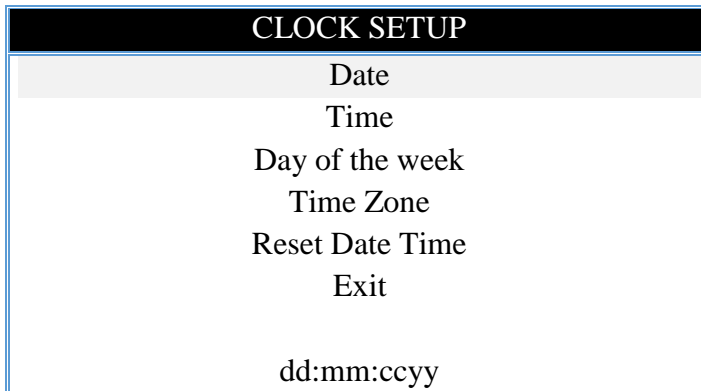 CLOCK SETUP
Date
Time
Day of the week
Time Zone
Reset Date Time
Exit
dd:mm:ccyy